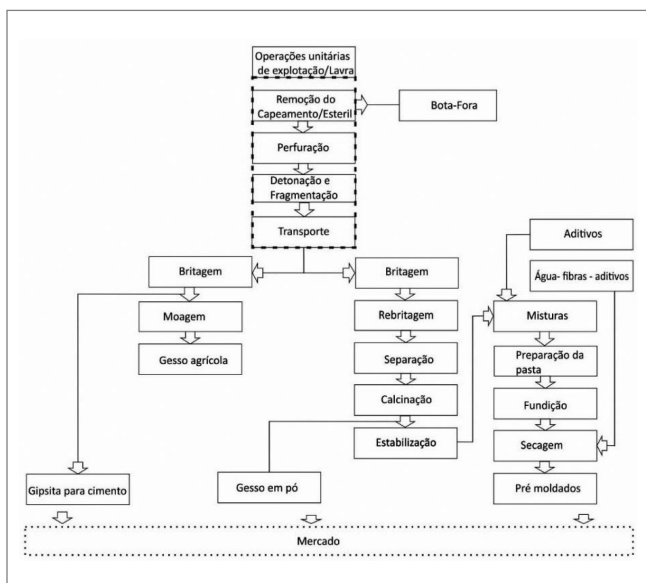 Operações unitárias
de explotação/Lavra
Remoção do
Capeamento/Esteril
Bota-Fora
Perfuração
Detonação e
Fragmentação
Transporte
Aditivos
Britagem
Britagem
Água- fibras - aditivos
Moagem
Rebritagem
Misturas
Gesso agrícola
Separação
Preparação da
pasta
Calcinação
Fundição
Estabilização
Secagem
Gipsita para cimento
Gesso em pó
Pré moldados
Mercado